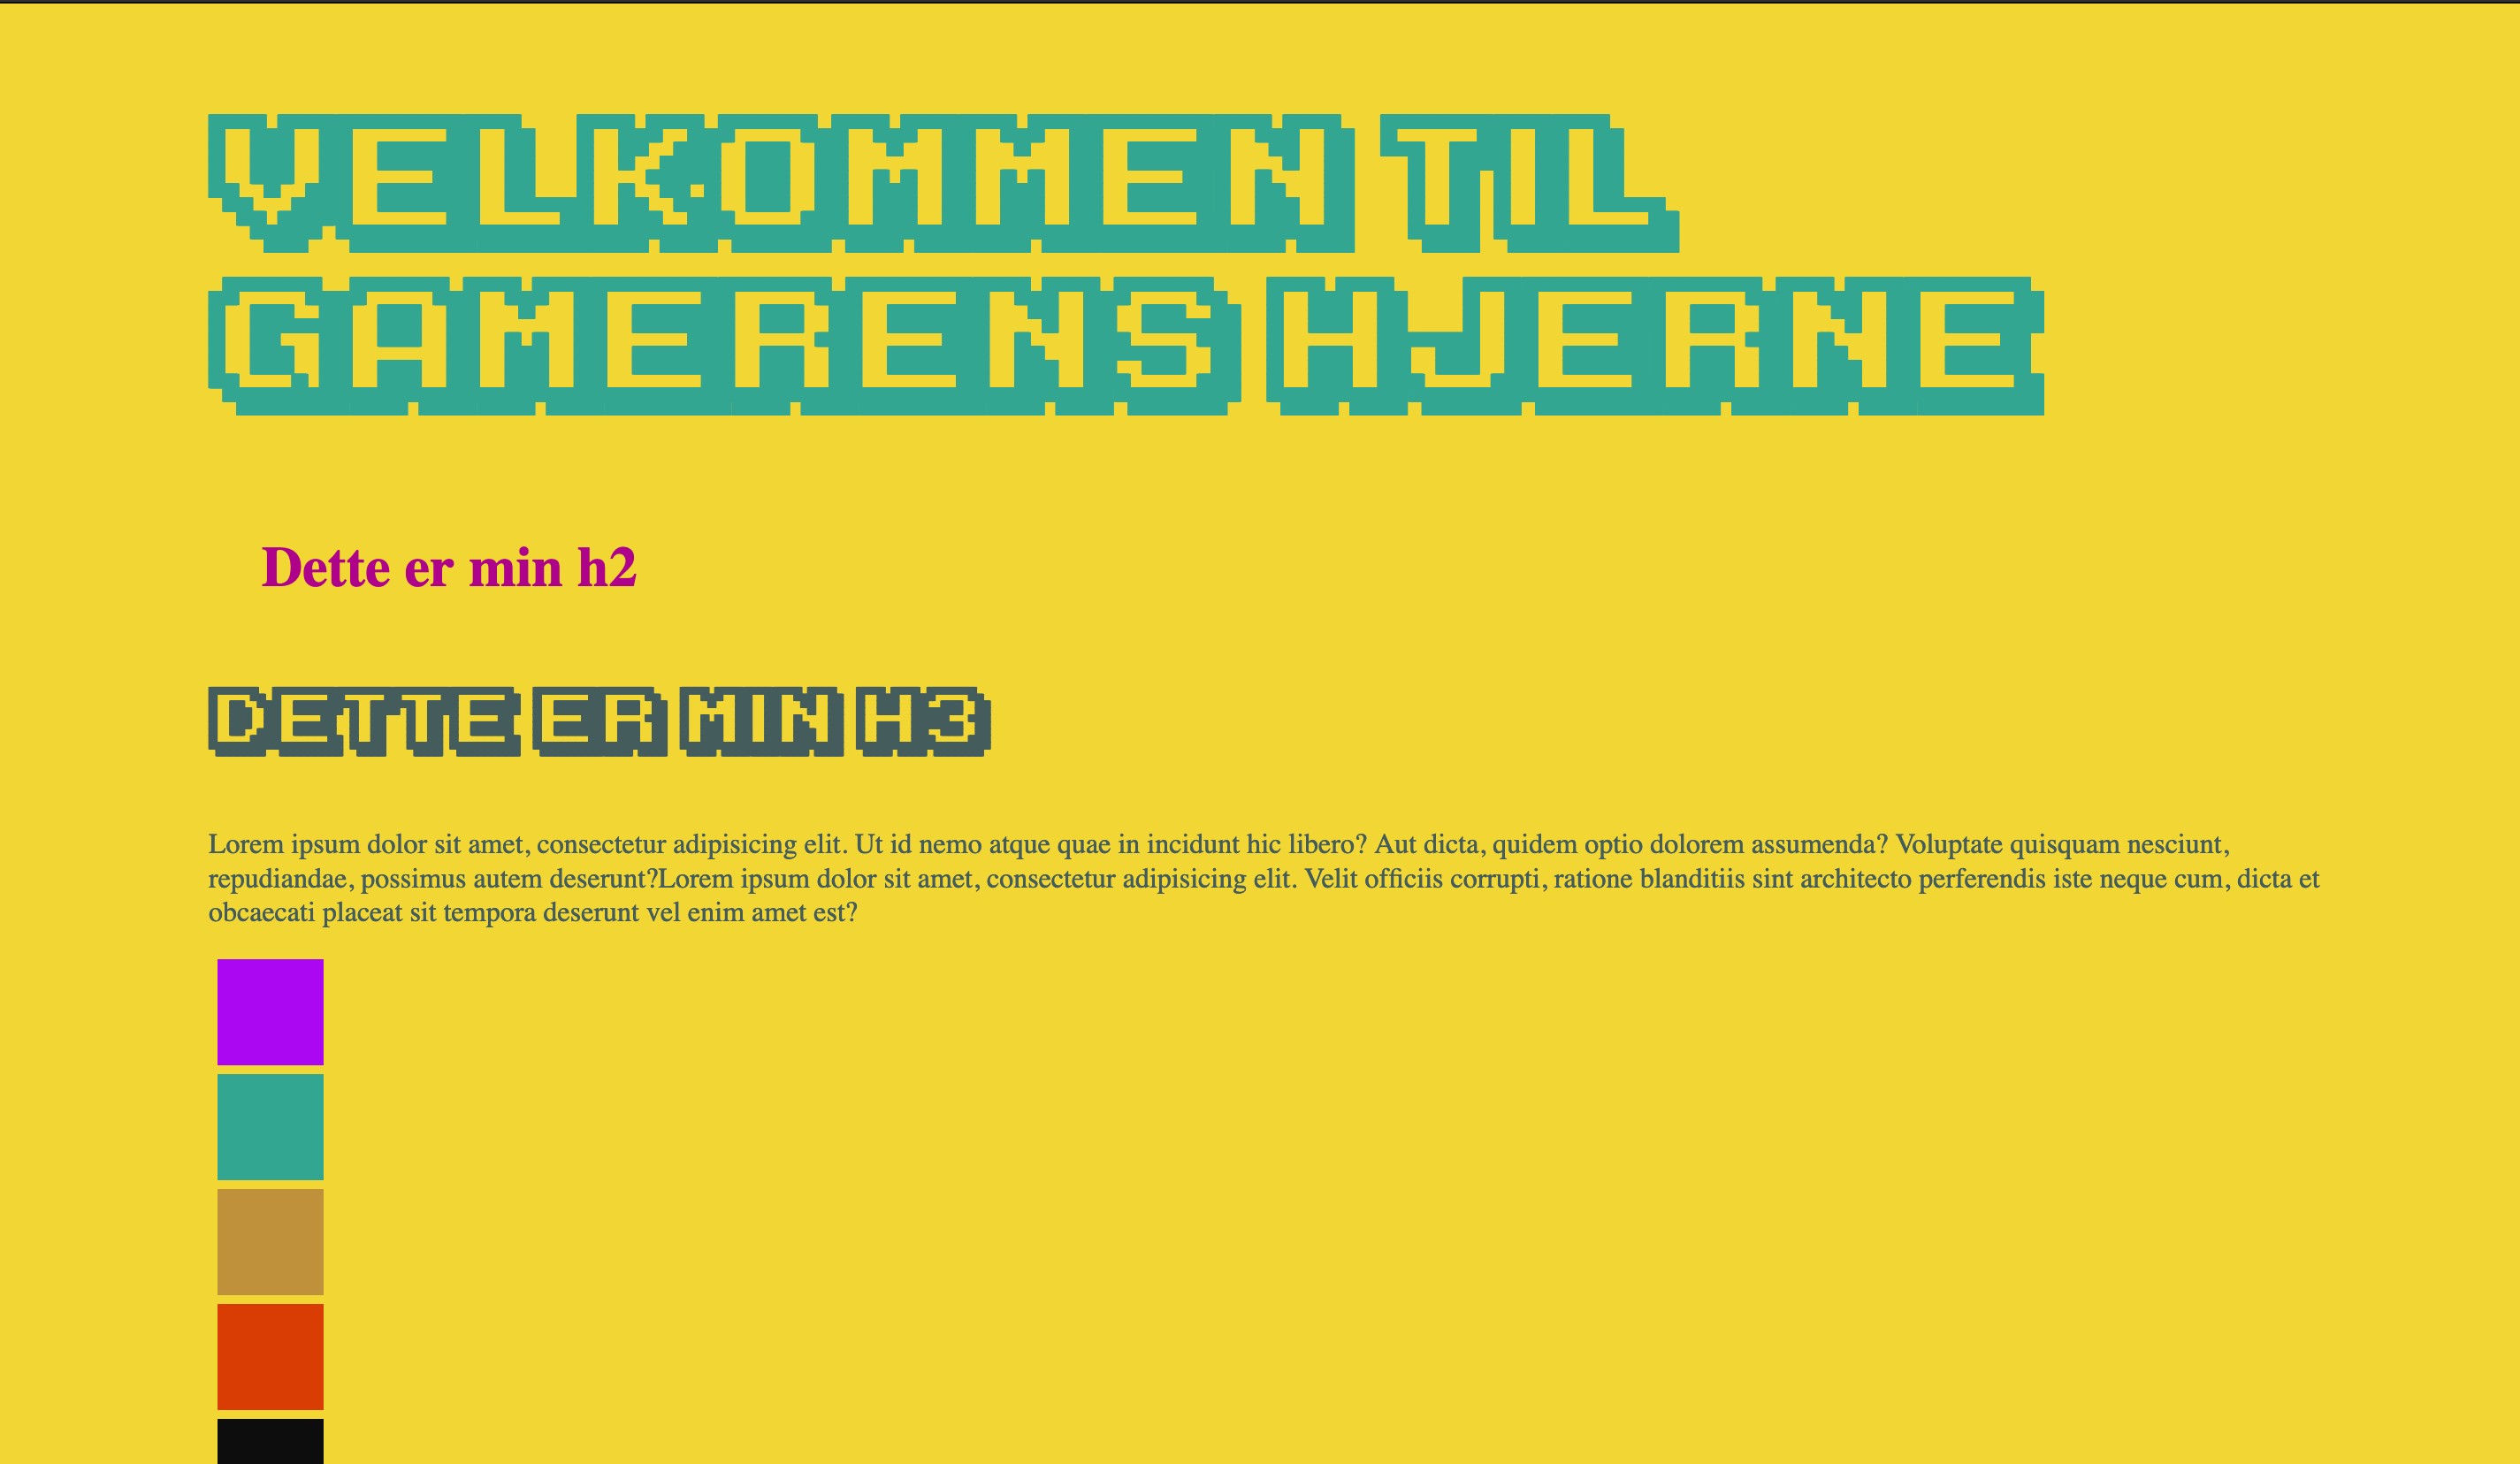 VELKOMMEN TIL
GAMERENS HJERNE
Dette er min h2
DETTE ER MIN H3
Lorem ipsum dolor sit amet, consectetur adipisicing elit. Ut id nemo atque quae in incidunt hic libero? Aut dicta, quidem optio dolorem assumenda? Voluptate quisquam nesciunt,
repudiandae, possimus autem deserunt?Lorem ipsum dolor sit amet, consectetur adipisicing elit. Velit officiis corrupti, ratione blanditiis sint architecto perferendis iste neque cum, dicta et
obcaecati placeat sit tempora deserunt vel enim amet est?